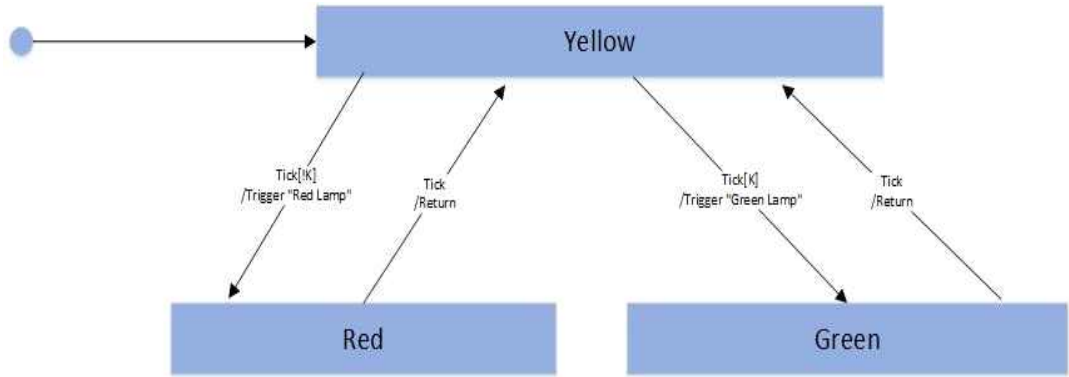 Yellow
Tick[!K]
/Trigger "Red Lamp"
Tick
/Return
Tick[K]
/Trigger "Green Lamp"
Tick
/Return
Red
Green